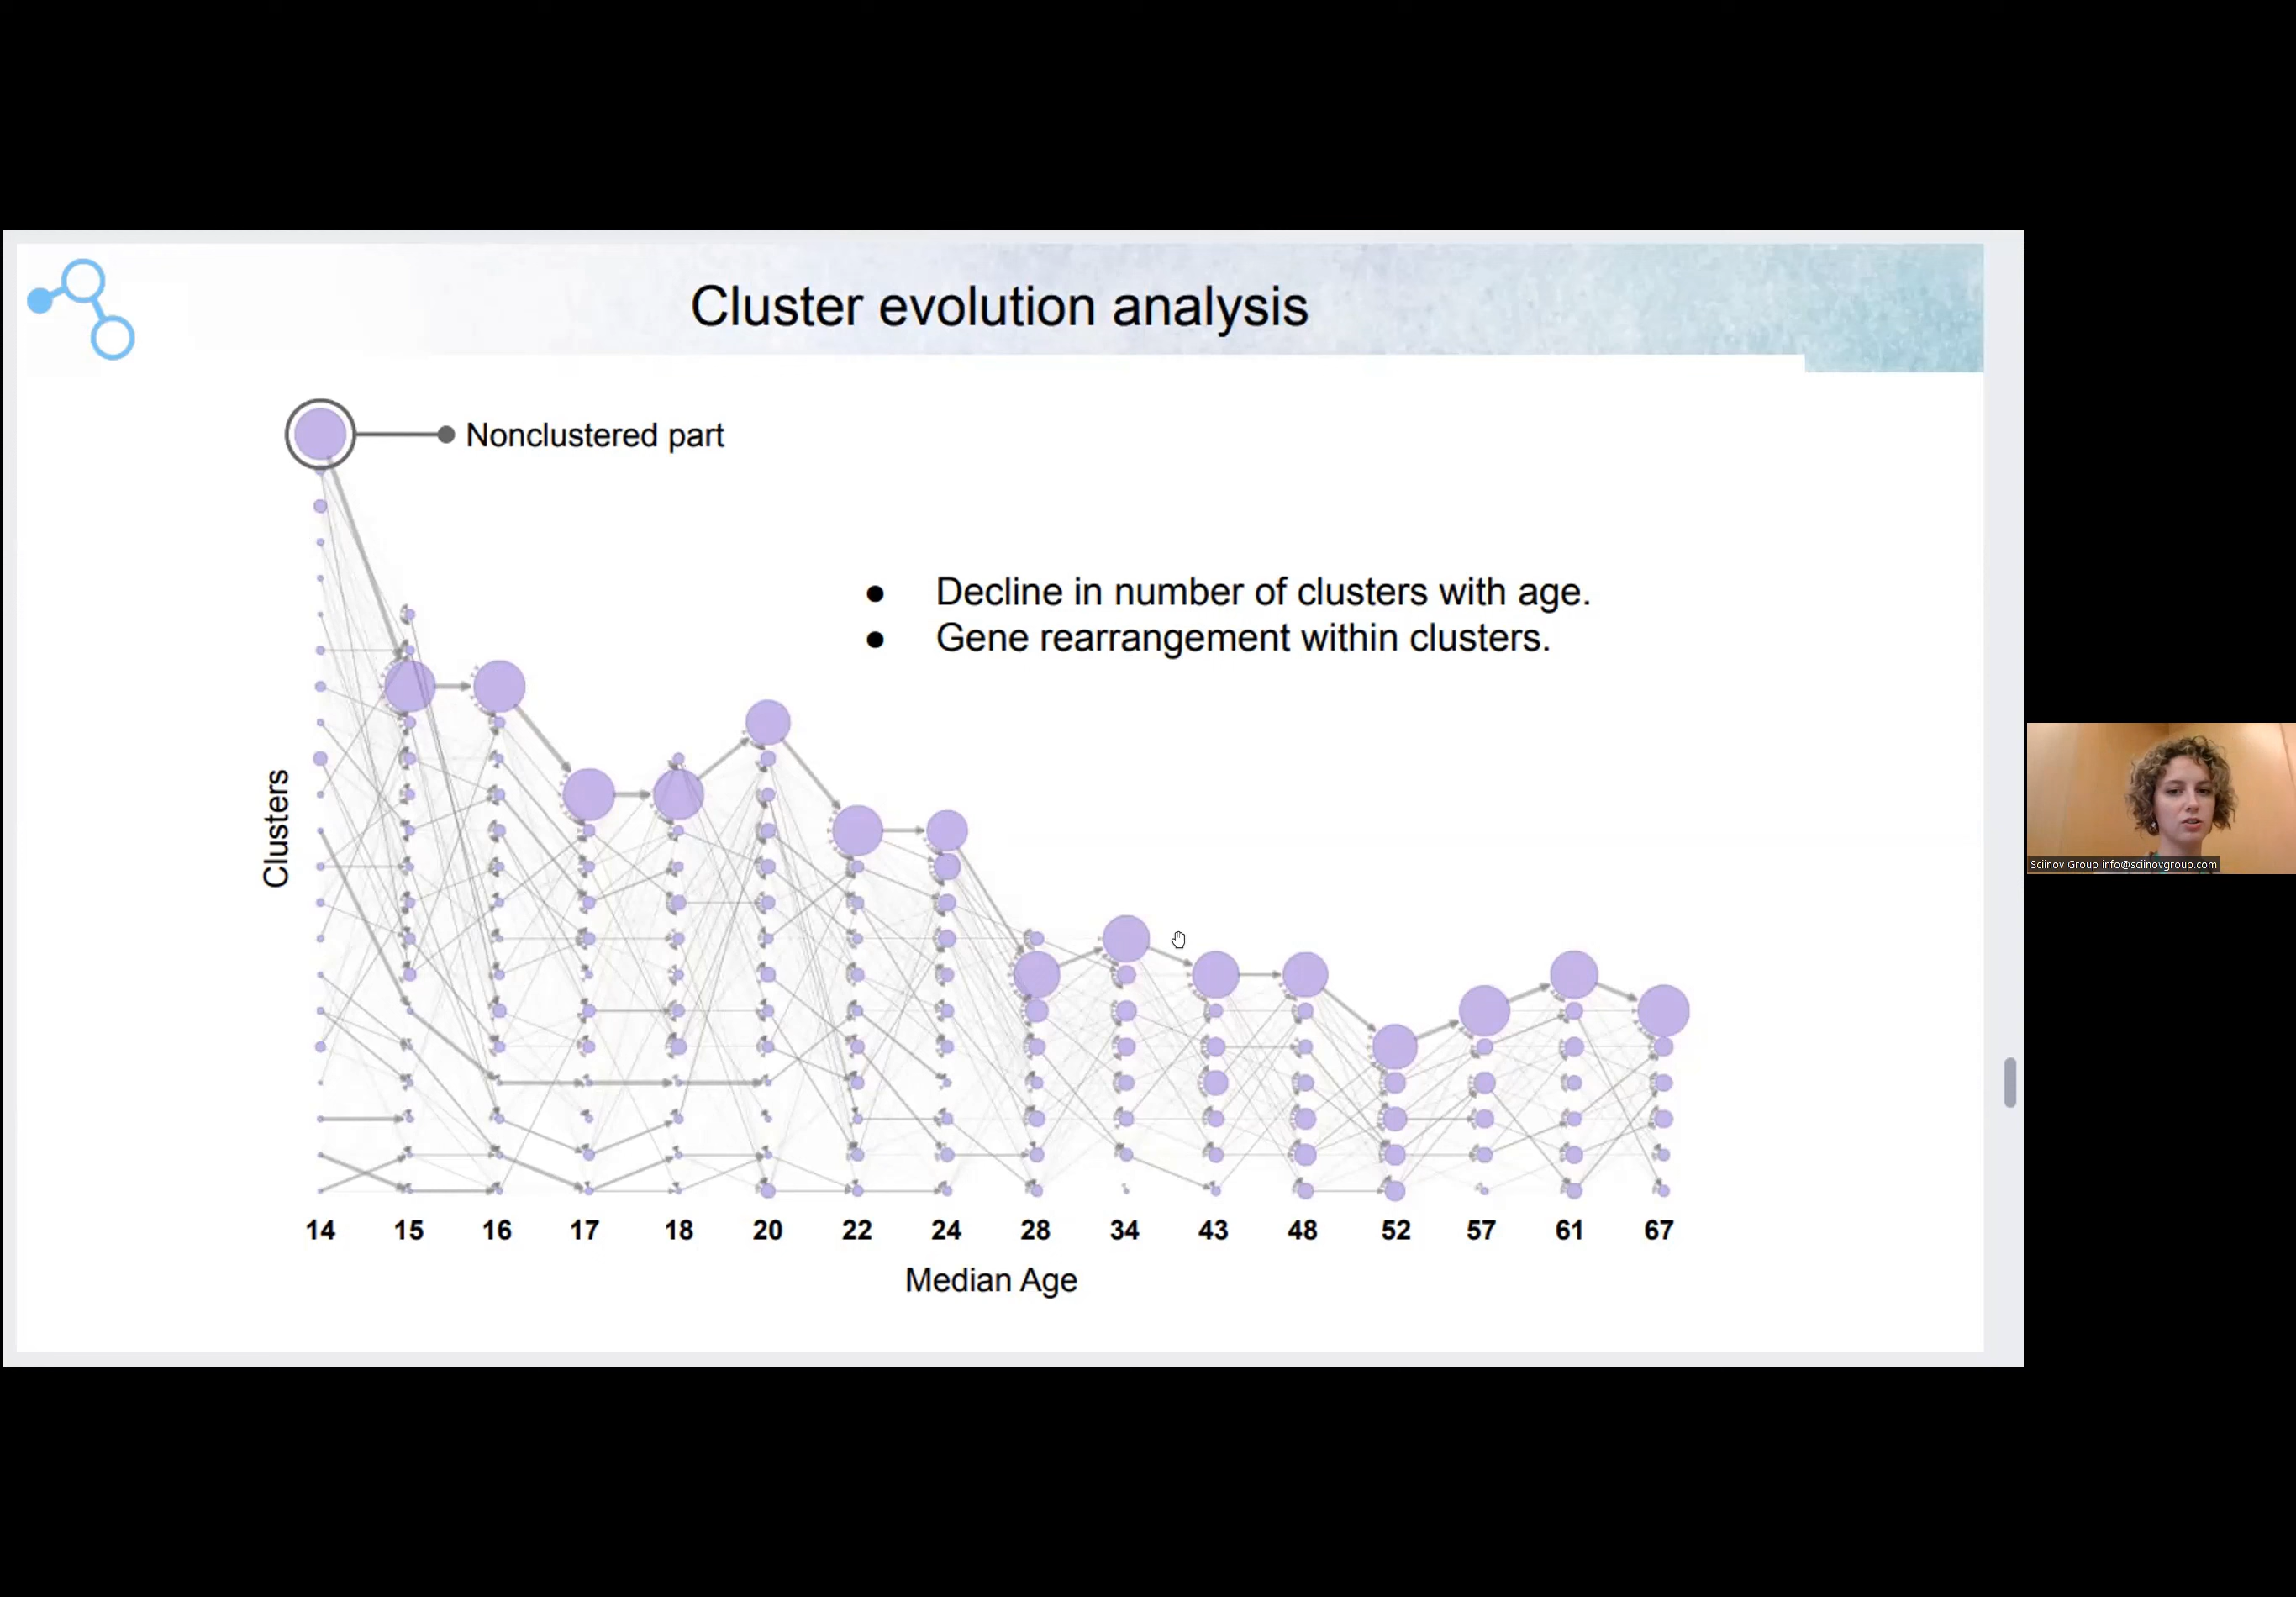 Cluster evolution analysis
Nonclustered part
● Decline in number of clusters with age.
● Gene rearrangement within clusters.
Clusters
14 15 16 17 18 20 22 24 28 34 43 48 52 57 61 67
Median Age
Sciinov Group info@sciinovgroup.com